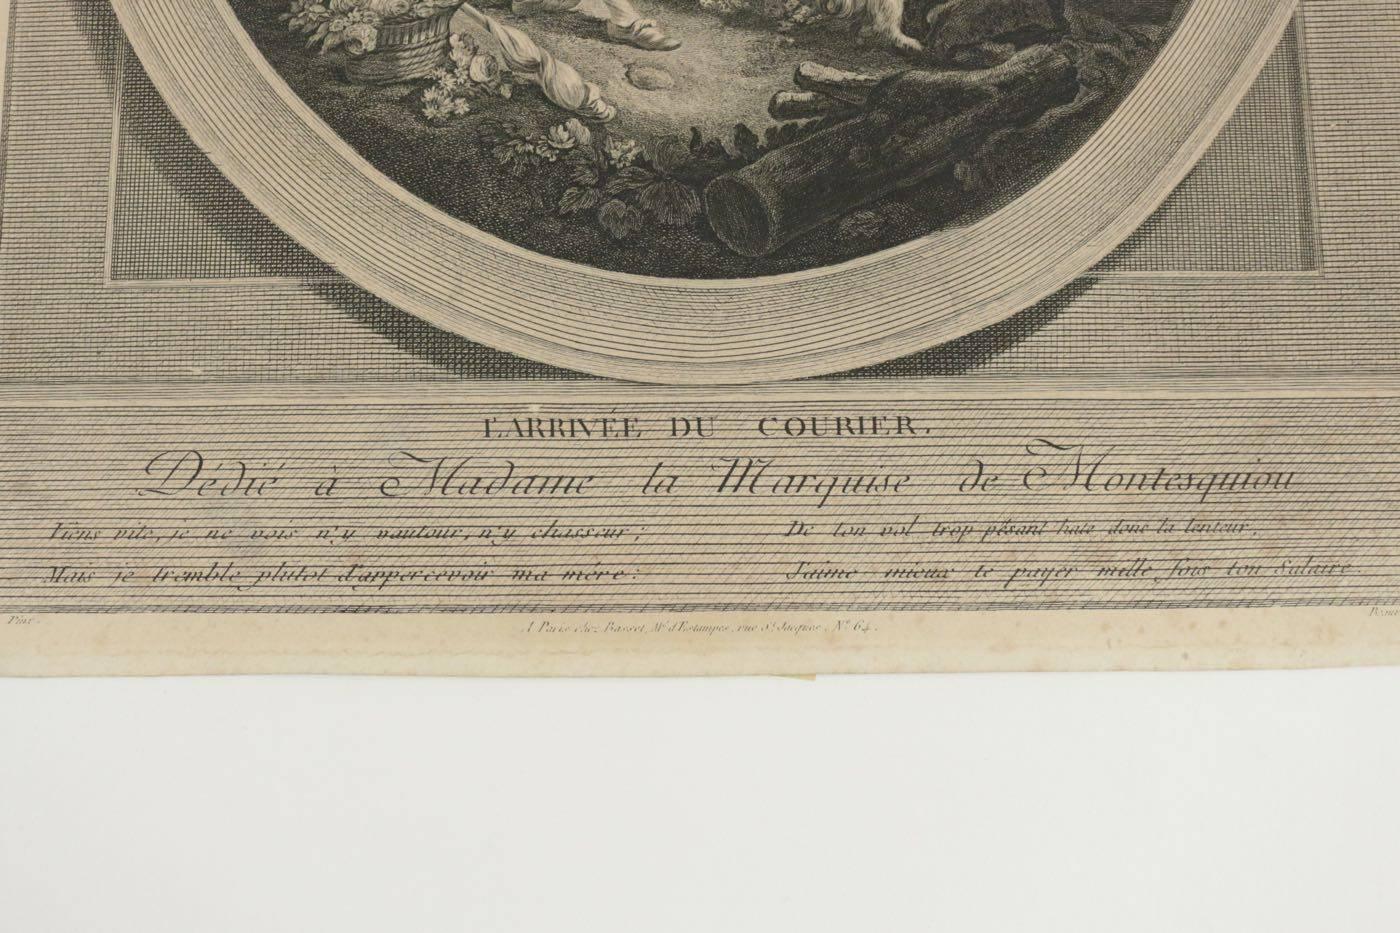 L'ARRIVÉE DU COURIER.
Dédié à Madame la Marquise de Montesquiou
Viens vite, je ne vois n'y vautour, n'y chasseur;
Mais je tremble plutot d'appercevoir ma mére:
De ton vol trop pésant hate donc la lenteur,
J'aime mieux te payer mille fois ton Salaire.
Pinx.
A Paris chez Basset, Md. d'Estampes, rue St. Jacques, No. 64.